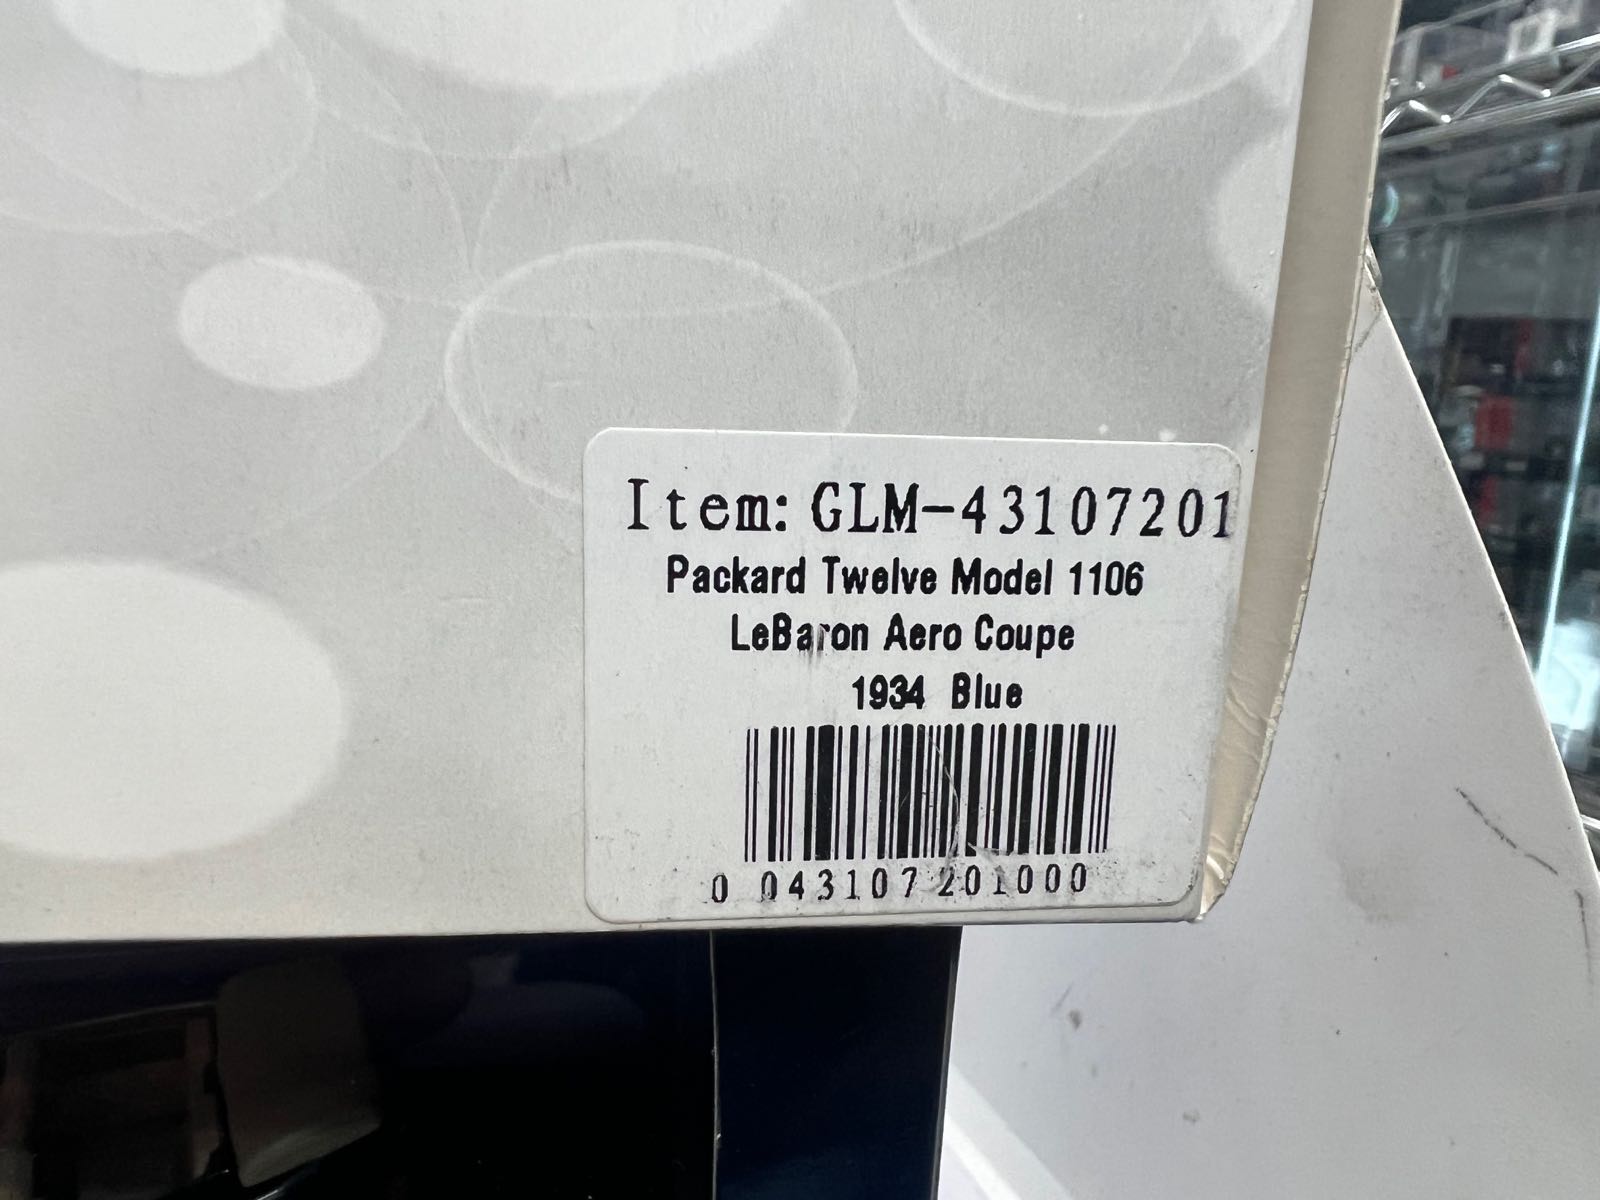 Item: GLM-43107201
Packard Twelve Model 1106
LeBaron Aero Coupe
1934 Blue
0 043107 201000